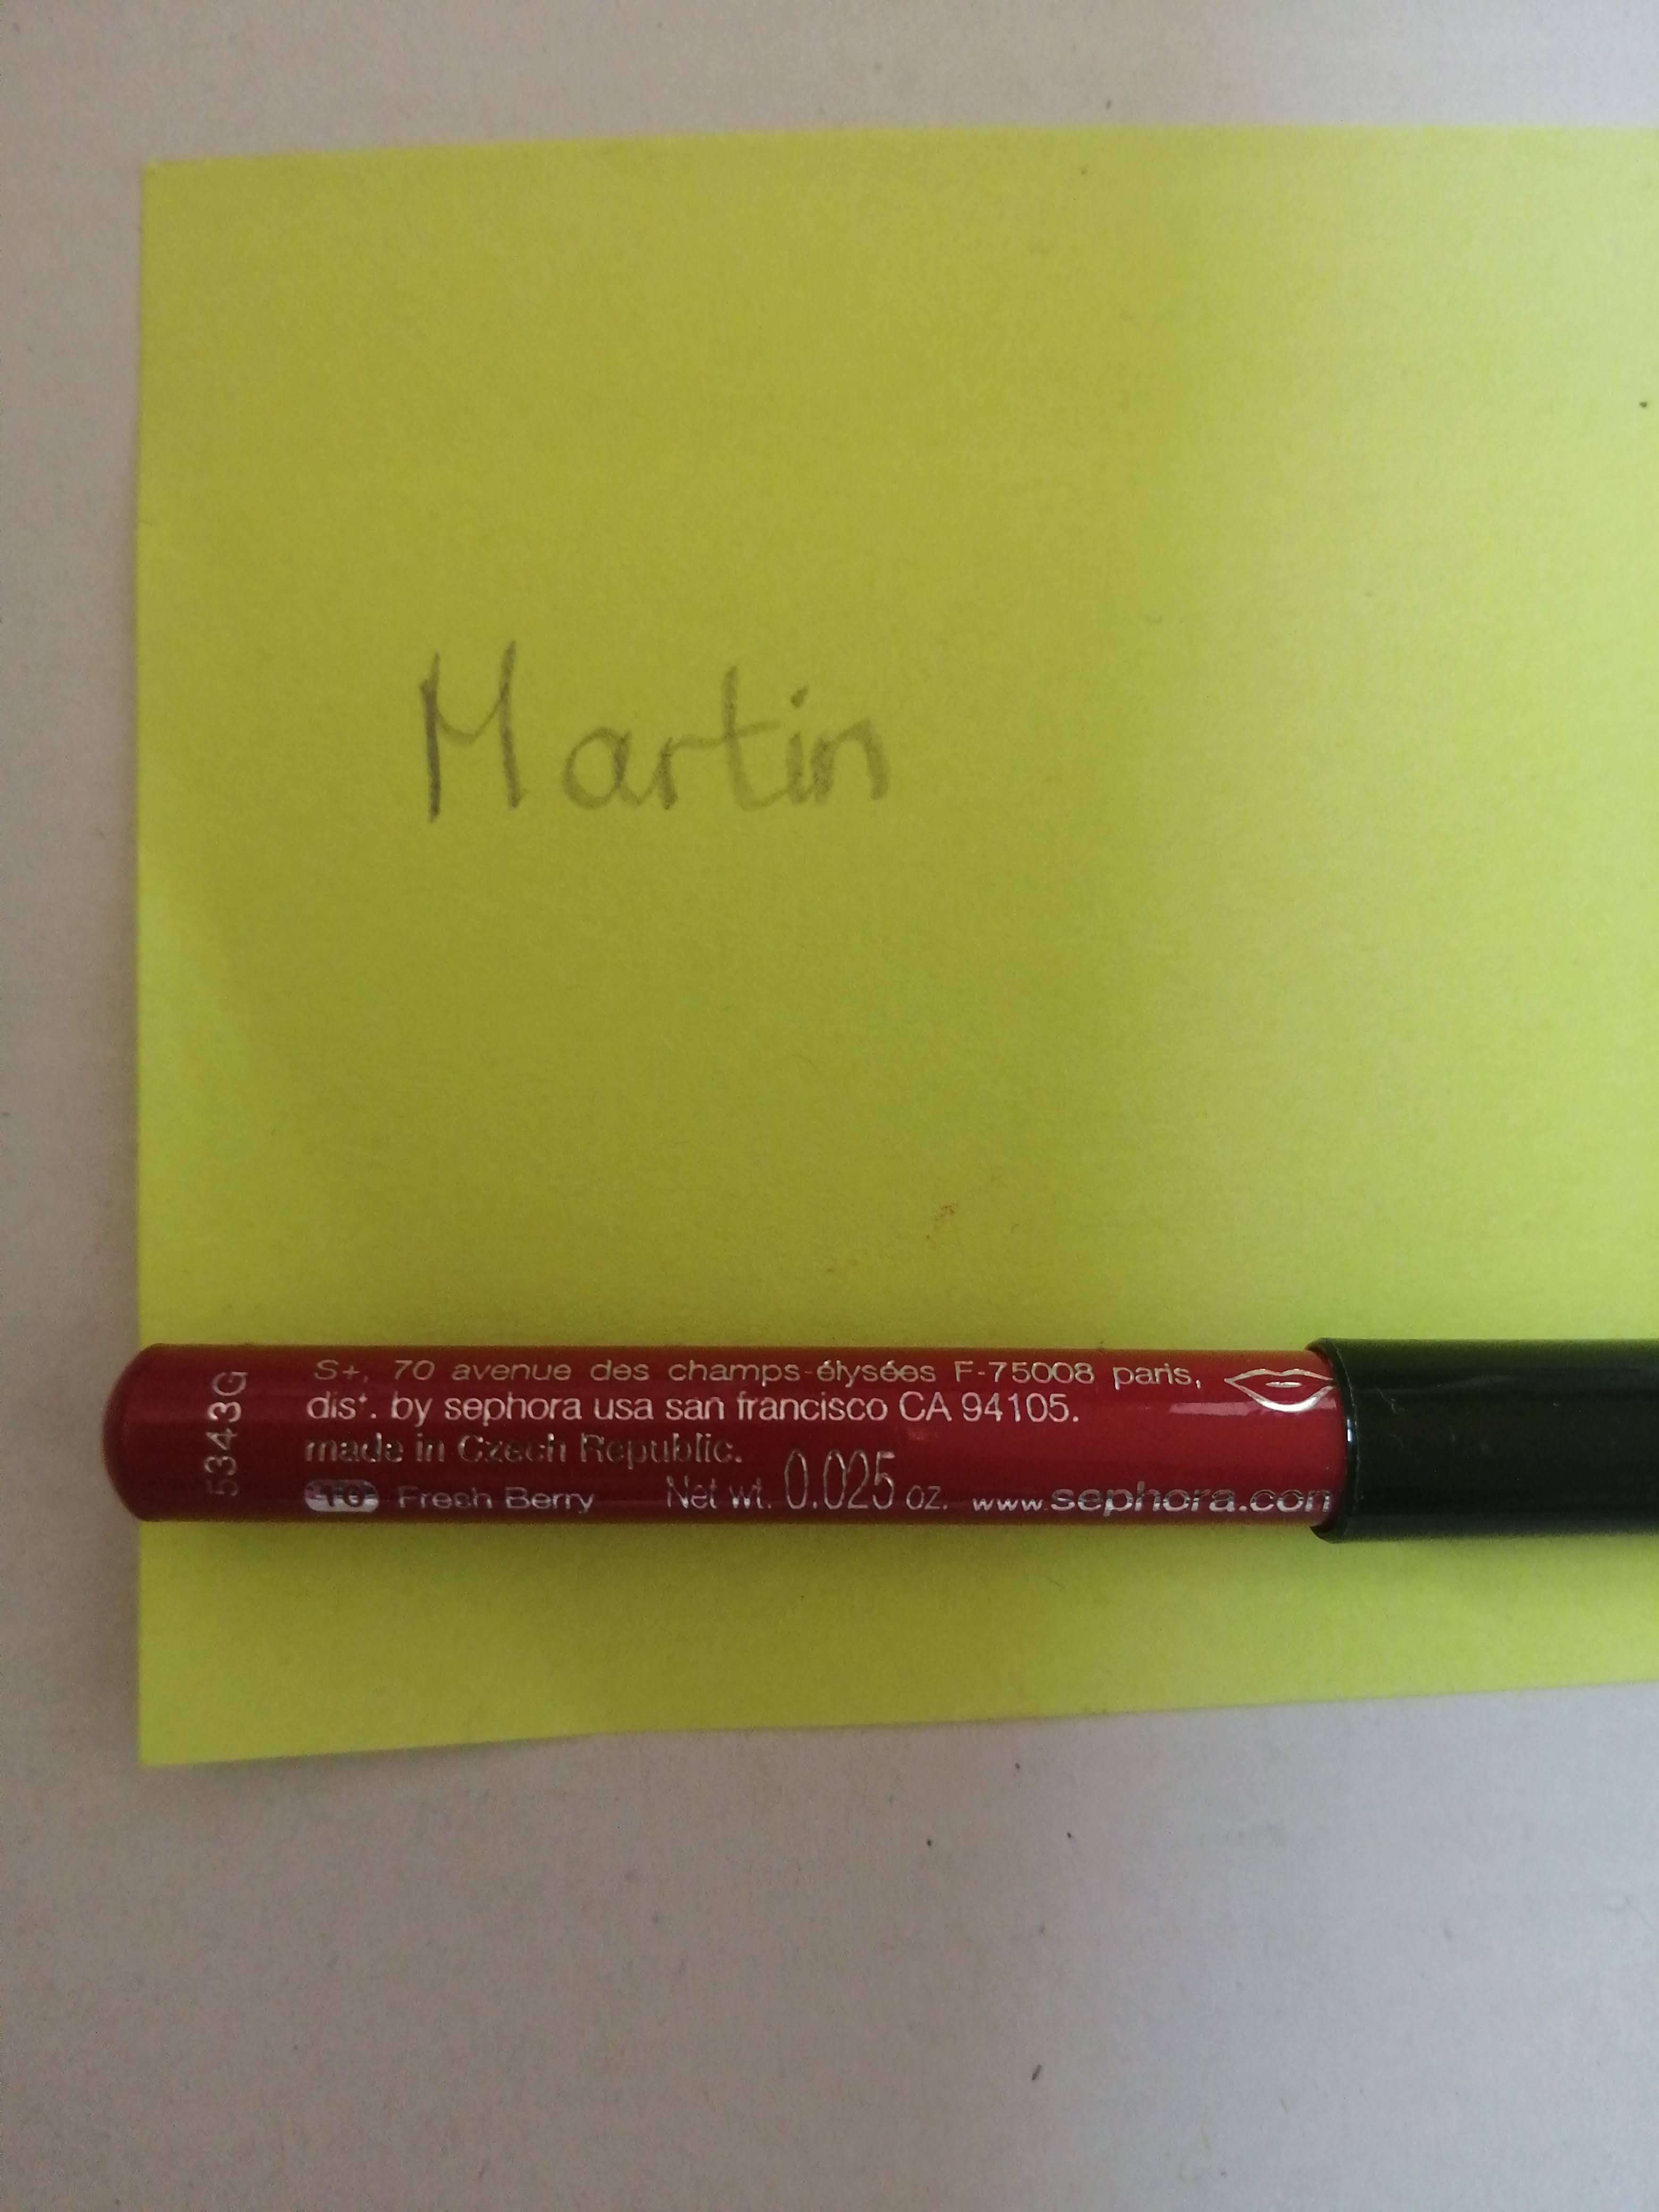 Martin
5343G
S+, 70 avenue des champs-élysées F-75008 paris,
dis*. by sephora usa san francisco CA 94105.
made in Czech Republic.
10 Fresh Berry Net wt. 0.025 oz. www.sephora.com